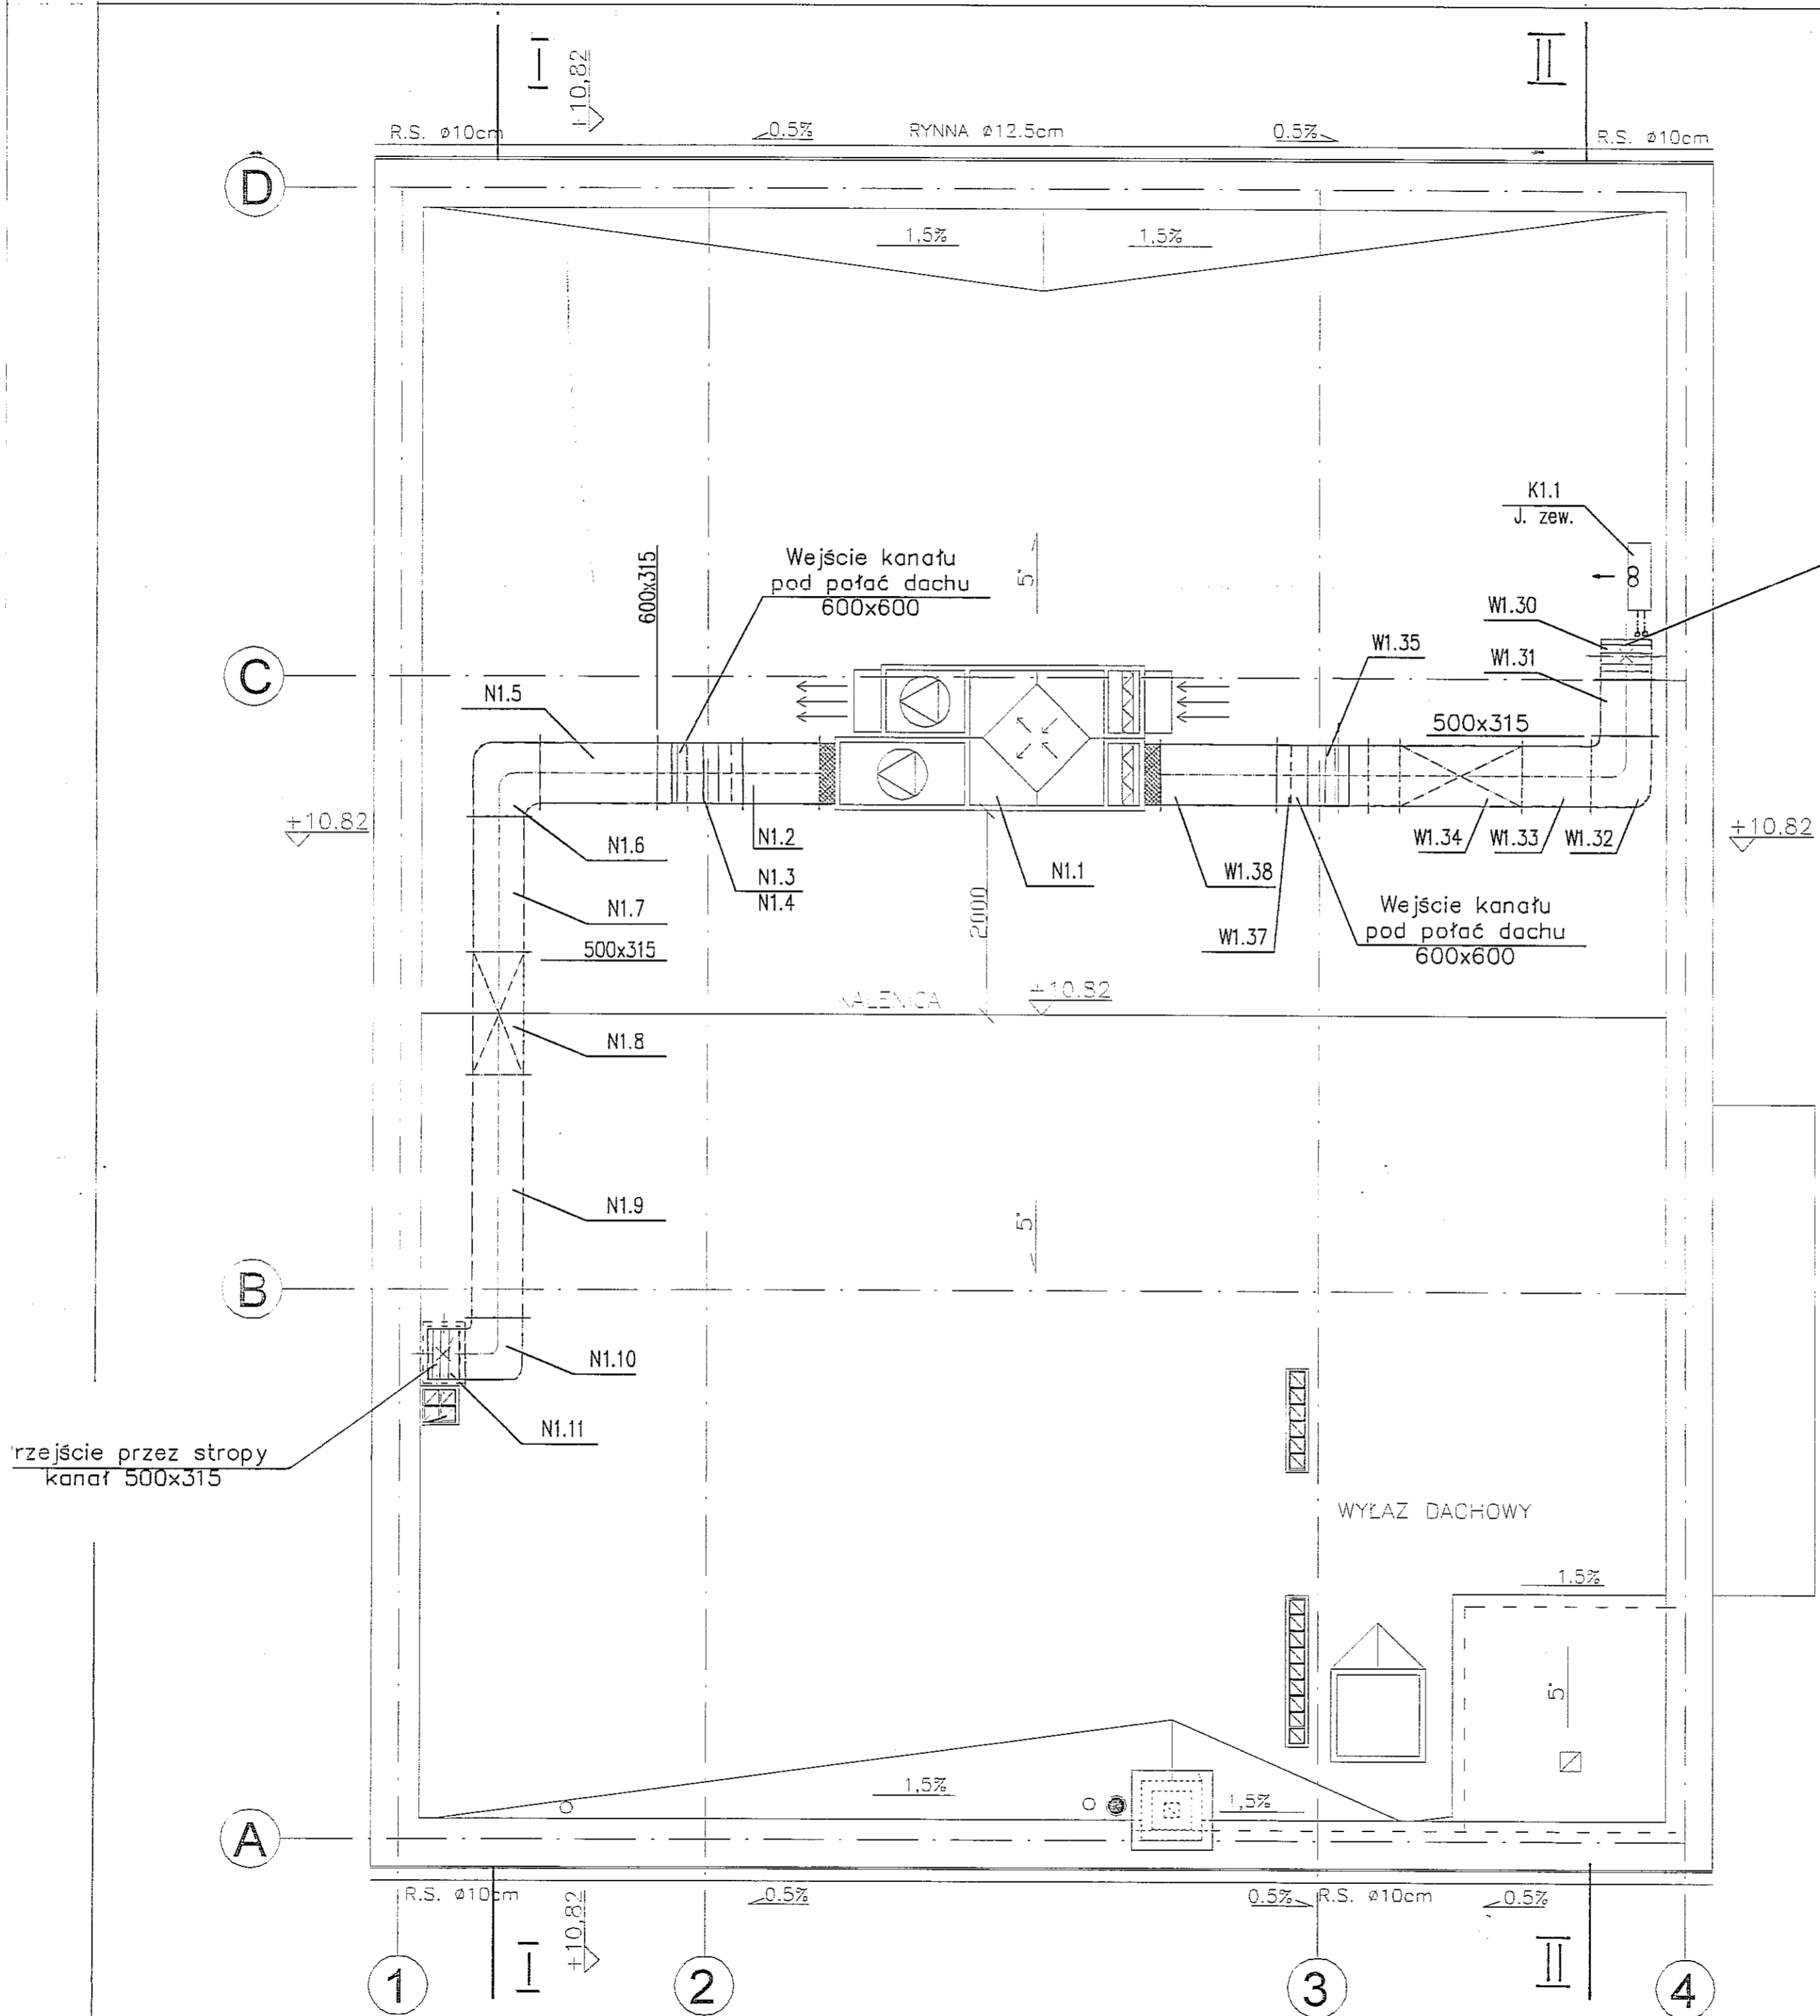 I
+10,82
II
R.S. ø10cm
0.5%
RYNNA ø12.5cm
0.5%
R.S. ø10cm
D
1,5%
1,5%
K1.1
J. zew.
600x315
Wejście kanału
pod połać dachu
600x600
5°
W1.30
W1.35
W1.31
C
N1.5
500x315
+10.82
N1.6
N1.2
N1.1
W1.38
W1.34
W1.33
W1.32
+10.82
N1.3
N1.4
N1.7
2000
Wejście kanału
pod połać dachu
600x600
W1.37
500x315
KALENICA
+10.82
N1.8
N1.9
5°
B
N1.10
N1.11
rzejście przez stropy
kanał 500x315
WYŁAZ DACHOWY
1.5%
5°
1,5%
1,5%
A
R.S. ø10cm
+10,82
0.5%
0.5%
R.S. ø10cm
0.5%
I
II
1
2
3
4